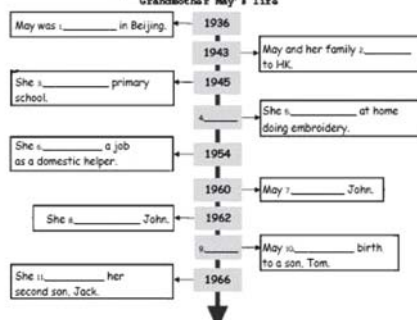 Grandmother May's life
May was 1.________ in Beijing.
1936
1943
May and her family 2.________
to HK.
She 3.________ primary
school.
1945
4.________
She 5.________ at home
doing embroidery.
She 6.________ a job
as a domestic helper.
1954
1960
May 7.________ John.
She 8.________ John.
1962
9.________
May 10.________ birth
to a son, Tom.
She 11.________ her
second son, Jack.
1966